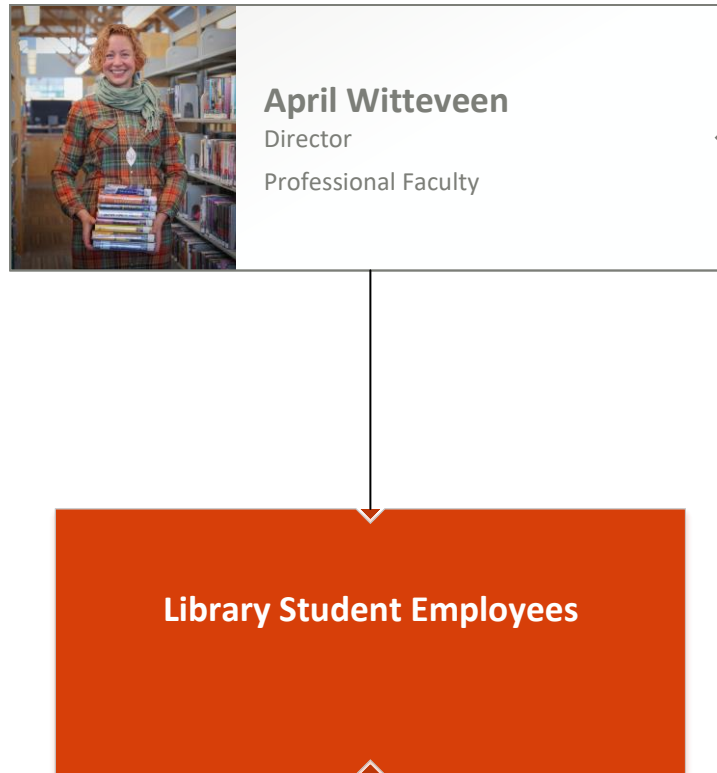 April Witteveen
Director
Professional Faculty
Library Student Employees